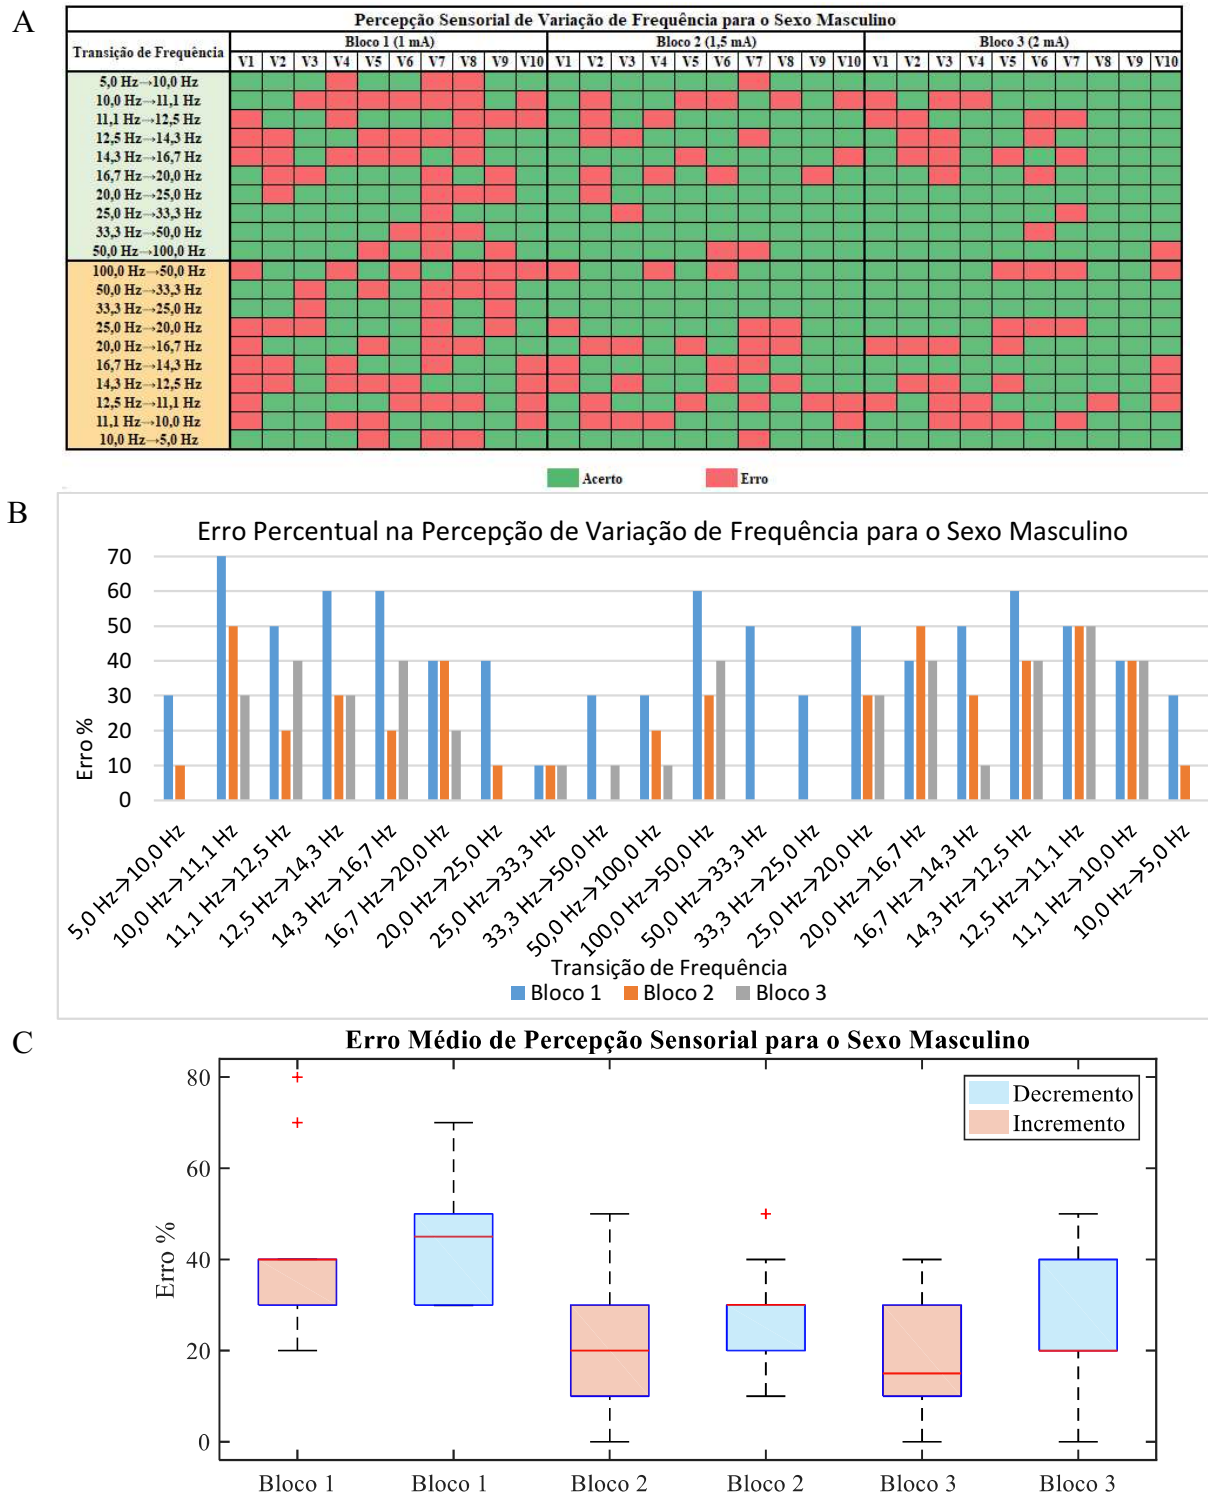 A
Percepção Sensorial de Variação de Frequência para o Sexo Masculino
Transição de Frequência
Bloco 1 (1 mA) Bloco 2 (1,5 mA) Bloco 3 (2 mA)
V1 V2 V3 V4 V5 V6 V7 V8 V9 V10 V1 V2 V3 V4 V5 V6 V7 V8 V9 V10 V1 V2 V3 V4 V5 V6 V7 V8 V9 V10
5,0 Hz→10,0 Hz
10,0 Hz→11,1 Hz
11,1 Hz→12,5 Hz
12,5 Hz→14,3 Hz
14,3 Hz→16,7 Hz
16,7 Hz→20,0 Hz
20,0 Hz→25,0 Hz
25,0 Hz→33,3 Hz
33,3 Hz→50,0 Hz
50,0 Hz→100,0 Hz
100,0 Hz→50,0 Hz
50,0 Hz→33,3 Hz
33,3 Hz→25,0 Hz
25,0 Hz→20,0 Hz
20,0 Hz→16,7 Hz
16,7 Hz→14,3 Hz
14,3 Hz→12,5 Hz
12,5 Hz→11,1 Hz
11,1 Hz→10,0 Hz
10,0 Hz→5,0 Hz
Acerto Erro
B
Erro Percentual na Percepção de Variação de Frequência para o Sexo Masculino
Erro %
70
60
50
40
30
20
10
0
5,0 Hz→10,0 Hz
10,0 Hz→11,1 Hz
11,1 Hz→12,5 Hz
12,5 Hz→14,3 Hz
14,3 Hz→16,7 Hz
16,7 Hz→20,0 Hz
20,0 Hz→25,0 Hz
25,0 Hz→33,3 Hz
33,3 Hz→50,0 Hz
50,0 Hz→100,0 Hz
100,0 Hz→50,0 Hz
50,0 Hz→33,3 Hz
33,3 Hz→25,0 Hz
25,0 Hz→20,0 Hz
20,0 Hz→16,7 Hz
16,7 Hz→14,3 Hz
14,3 Hz→12,5 Hz
12,5 Hz→11,1 Hz
11,1 Hz→10,0 Hz
10,0 Hz→5,0 Hz
Transição de Frequência
Bloco 1 Bloco 2 Bloco 3
C
Erro Médio de Percepção Sensorial para o Sexo Masculino
Erro %
80
60
40
20
0
Decremento
Incremento
Bloco 1 Bloco 1 Bloco 2 Bloco 2 Bloco 3 Bloco 3